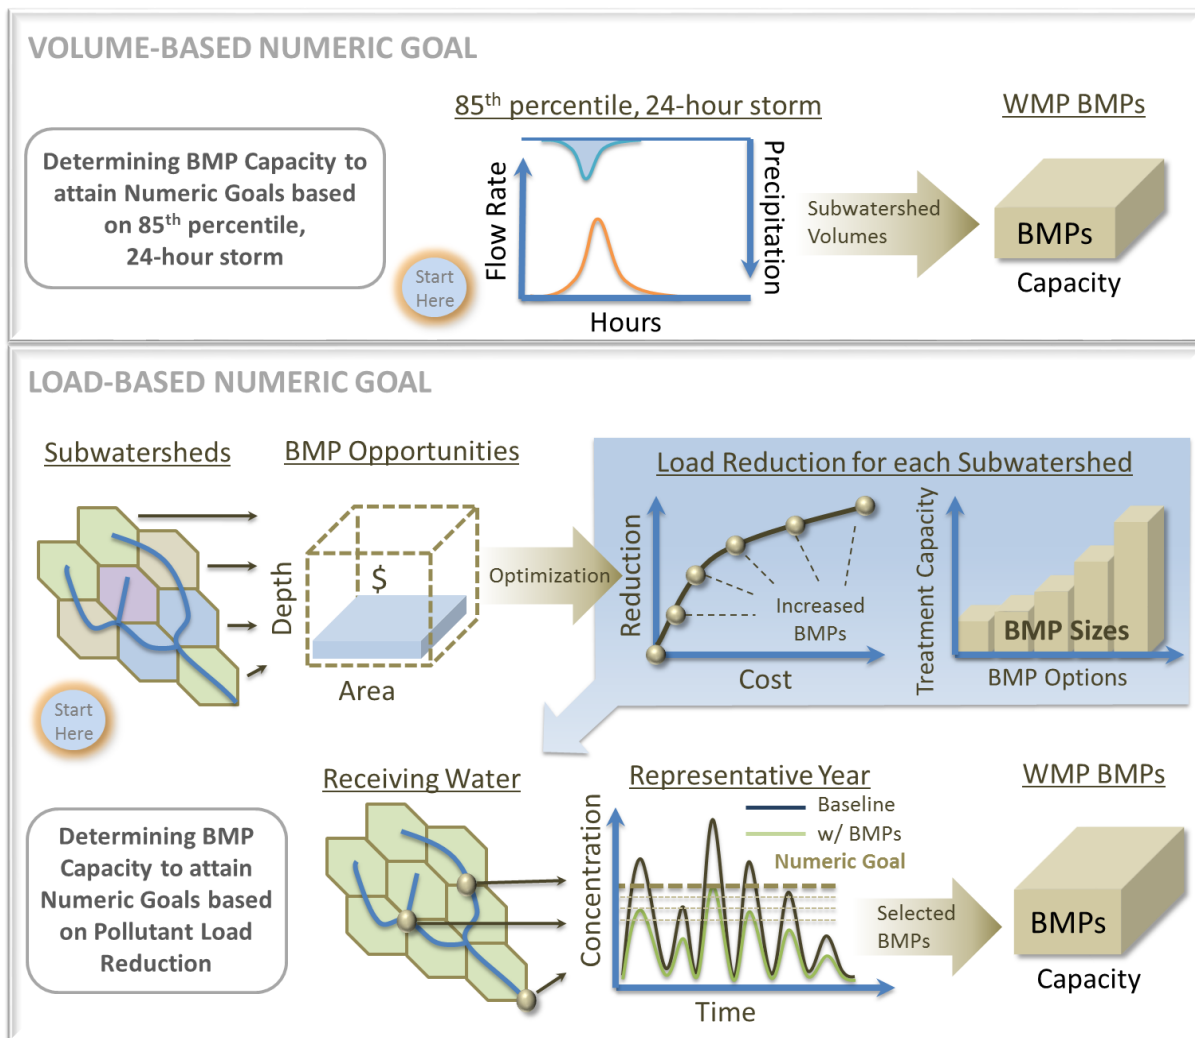 VOLUME-BASED NUMERIC GOAL
85th percentile, 24-hour storm
WMP BMPs
Determining BMP Capacity to
attain Numeric Goals based
on 85th percentile,
24-hour storm
Start
Here
Flow Rate
Precipitation
Hours
Subwatershed
Volumes
BMPs
Capacity
LOAD-BASED NUMERIC GOAL
Subwatersheds
BMP Opportunities
Load Reduction for each Subwatershed
Depth
$
Area
Optimization
Reduction
Increased
BMPs
Cost
Treatment Capacity
BMP Sizes
BMP Options
Start
Here
Receiving Water
Representative Year
WMP BMPs
Determining BMP
Capacity to attain
Numeric Goals based
on Pollutant Load
Reduction
Concentration
Baseline
w/ BMPs
Numeric Goal
Time
Selected
BMPs
BMPs
Capacity